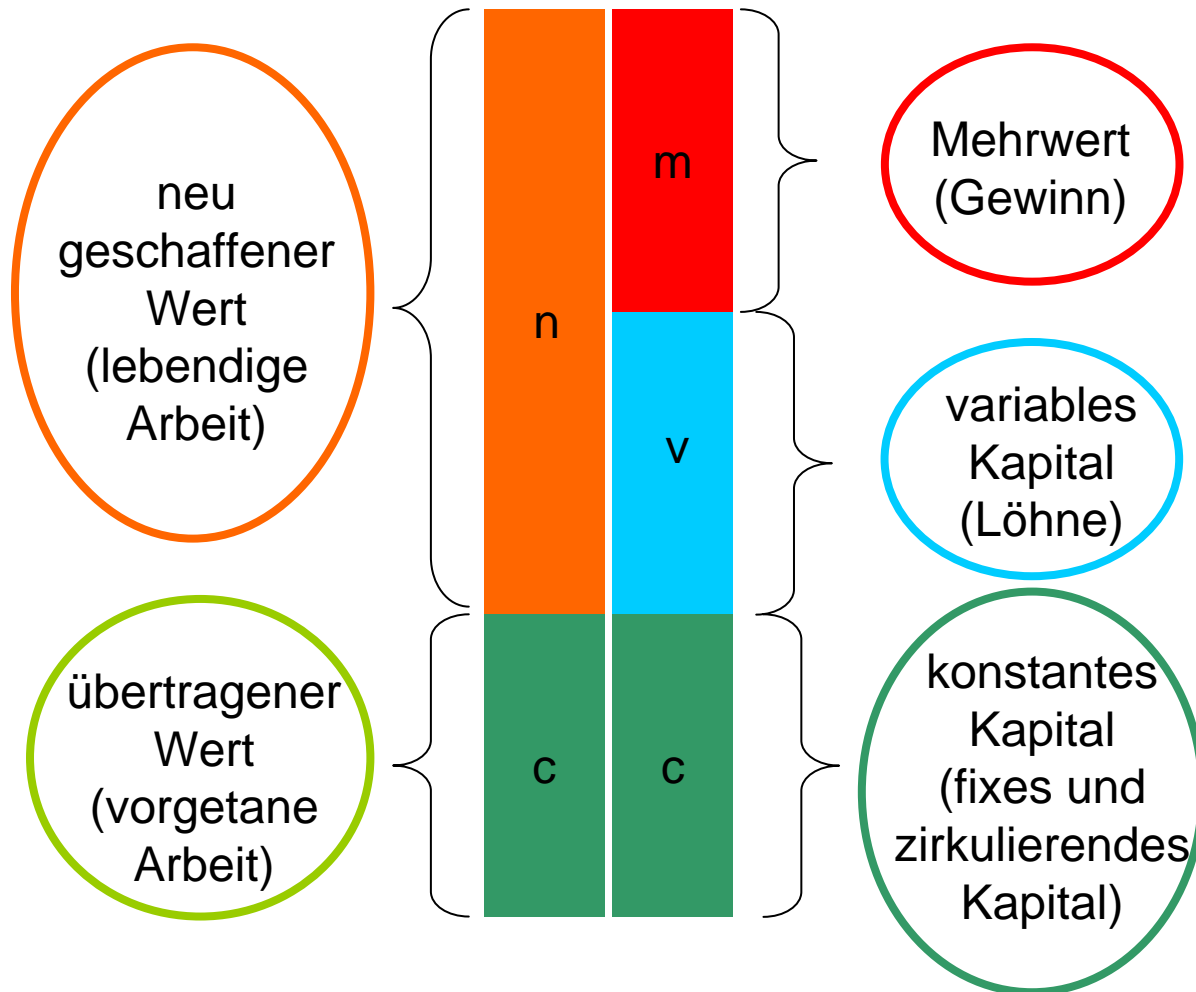 neu
geschaffener
Wert
(lebendige
Arbeit)
übertragener
Wert
(vorgetane
Arbeit)
n
c
m
v
c
Mehrwert
(Gewinn)
variables
Kapital
(Löhne)
konstantes
Kapital
(fixes und
zirkulierendes
Kapital)